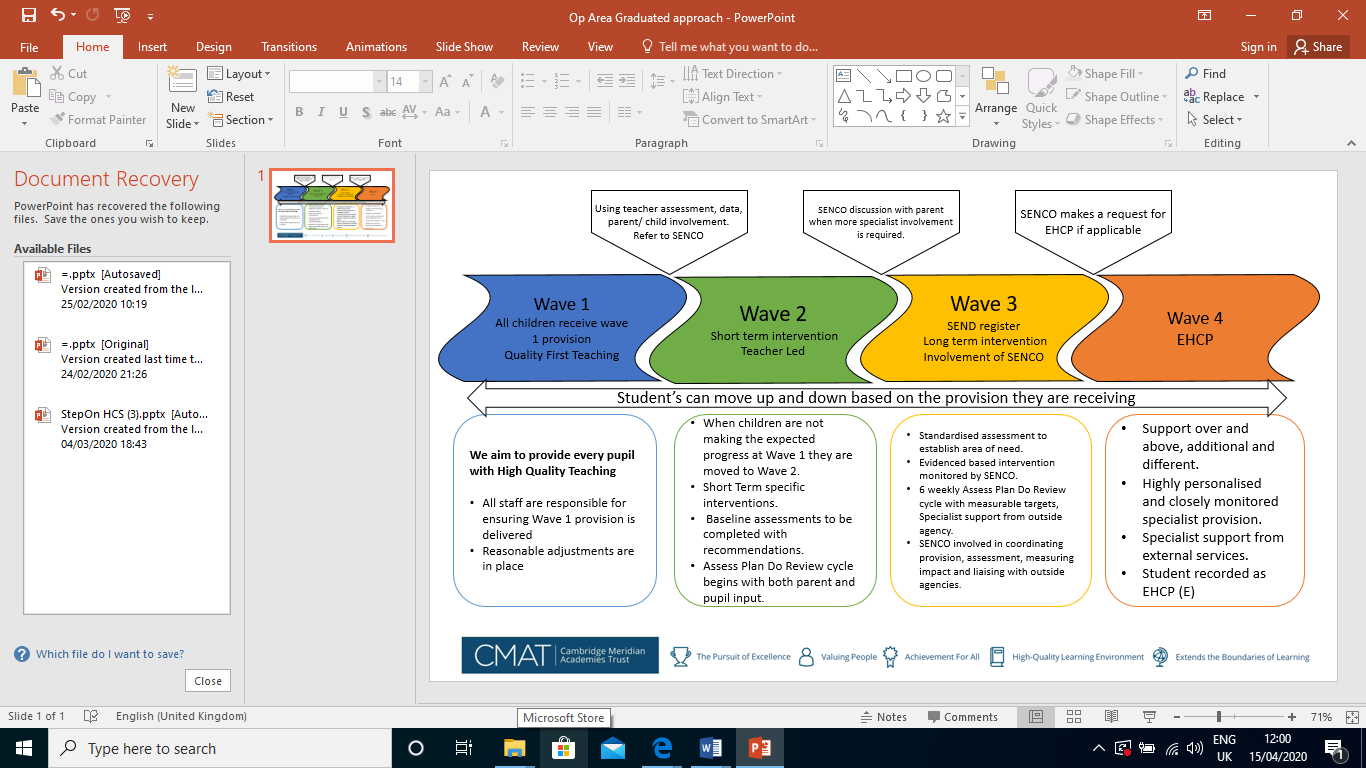 Op Area Graduated approach - PowerPoint
File
Home
Insert
Design
Transitions
Animations
Slide Show
Review
View
Tell me what you want to do...
Sign in
Share
Paste
Cut
Copy
Format Painter
Clipboard
New
Slide
Layout
Reset
Section
Slides
14
B I U S abc AV Aa A
Font
Text Direction
Align Text
Convert to SmartArt
Paragraph
Arrange
Quick
Styles
Shape Fill
Shape Outline
Shape Effects
Drawing
Find
Replace
Select
Editing
Document Recovery
PowerPoint has recovered the following
files. Save the ones you wish to keep.
Available Files
=.pptx [Autosaved]
Version created from the l...
25/02/2020 10:19
=.pptx [Original]
Version created last time t...
24/02/2020 21:26
StepOn HCS (3).pptx [Auto...
Version created from the l...
04/03/2020 18:43
Which file do I want to save?
Close
1
Using teacher assessment, data,
parent/ child involvement.
Refer to SENCO
SENCO discussion with parent
when more specialist involvement
is required.
SENCO makes a request for
EHCP if applicable
Wave 1
All children receive wave
1 provision
Quality First Teaching
Wave 2
Short term intervention
Teacher Led
Wave 3
SEND register
Long term intervention
Involvement of SENCO
Wave 4
EHCP
Student's can move up and down based on the provision they are receiving
We aim to provide every pupil
with High Quality Teaching
• All staff are responsible for
ensuring Wave 1 provision is
delivered
• Reasonable adjustments are
in place
• When children are not
making the expected
progress at Wave 1 they are
moved to Wave 2.
• Short Term specific
interventions.
• Baseline assessments to be
completed with
recommendations.
• Assess Plan Do Review cycle
begins with both parent and
pupil input.
• Standardised assessment to
establish area of need.
• Evidenced based intervention
monitored by SENCO.
• 6 weekly Assess Plan Do Review
cycle with measurable targets,
Specialist support from outside
agency.
• SENCO involved in coordinating
provision, assessment, measuring
impact and liaising with outside
agencies.
• Support over and
above, additional and
different.
• Highly personalised
and closely monitored
specialist provision.
• Specialist support from
external services.
• Student recorded as
EHCP (E)
CMAT
Cambridge Meridian
Academies Trust
The Pursuit of Excellence
Valuing People
Achievement For All
High-Quality Learning Environment
Extends the Boundaries of Learning
Slide 1 of 1
English (United Kingdom)
Microsoft Store
Notes
Comments
71%
Type here to search
ENG
UK
12:00
15/04/2020
1